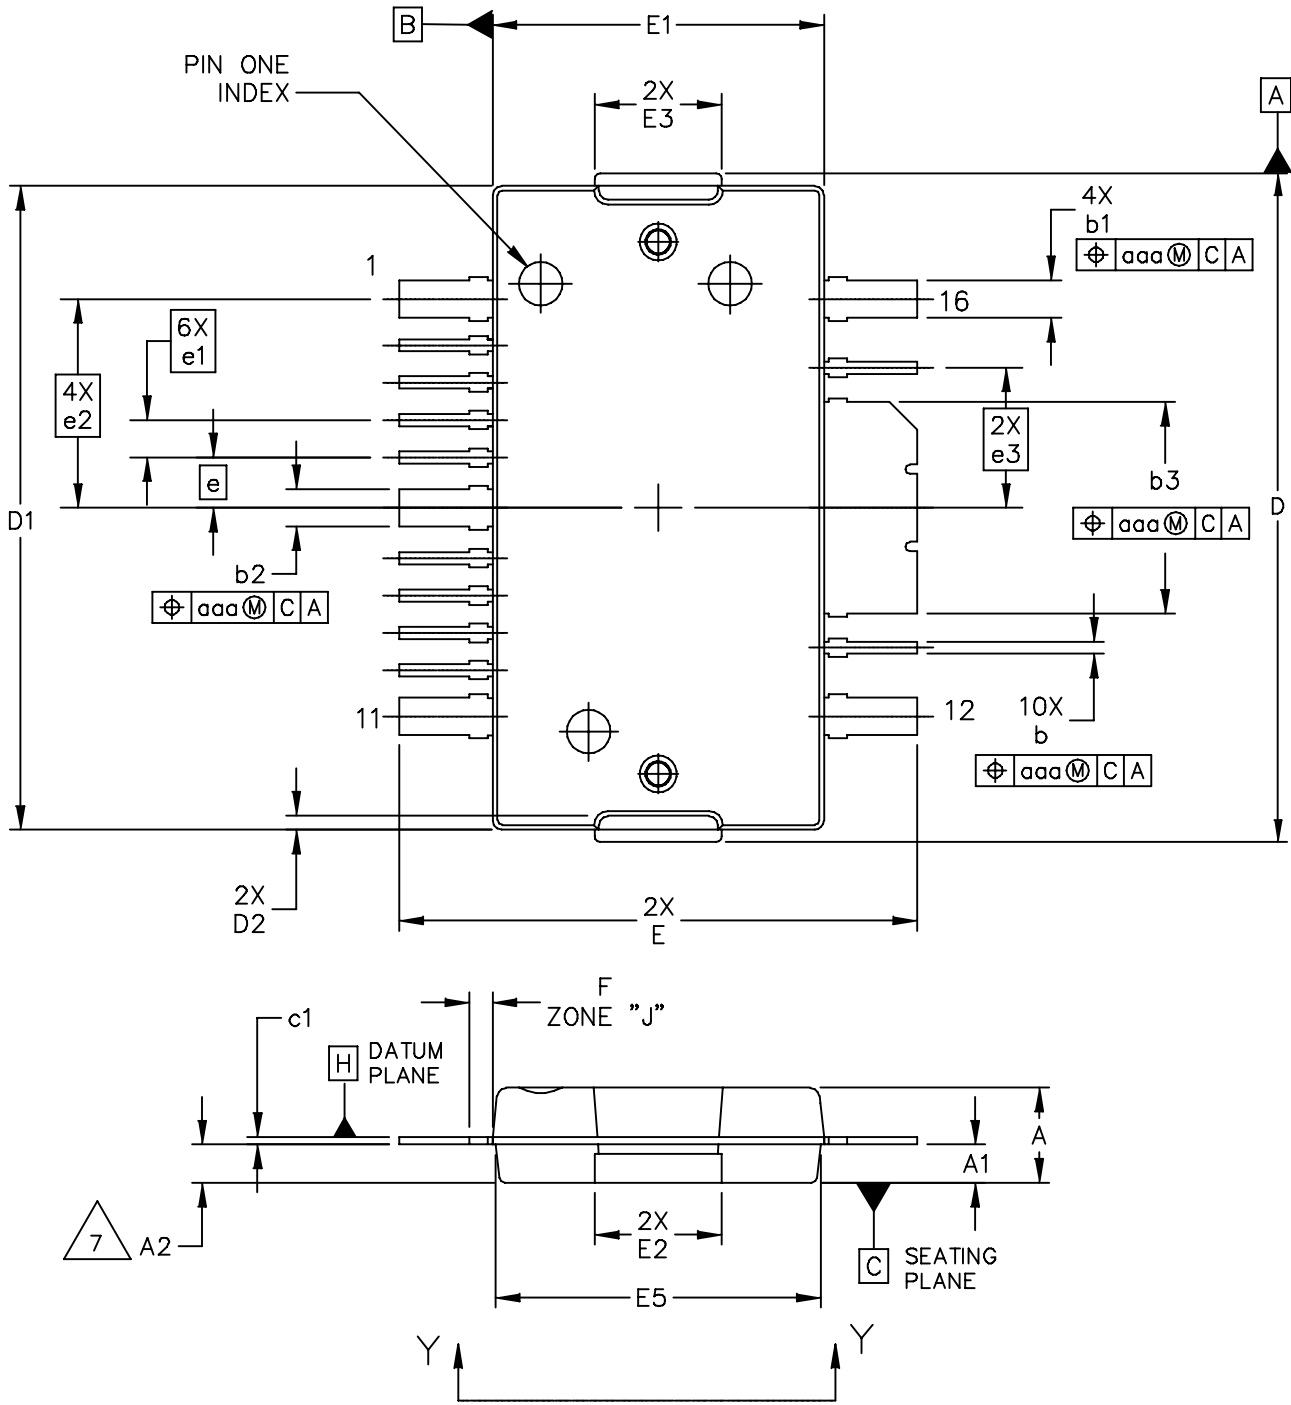 B
E1
PIN ONE
INDEX
2X
E3
A
4X
b1
⌖ aaa Ⓜ C A
1
16
6X
e1
4X
e2
2X
e3
e
b3
D1
D
⌖ aaa Ⓜ C A
b2
⌖ aaa Ⓜ C A
11
12
10X
b
⌖ aaa Ⓜ C A
2X
D2
2X
E
F
ZONE "J"
c1
H
DATUM
PLANE
A
A1
7
A2
2X
E2
C
SEATING
PLANE
E5
Y
Y